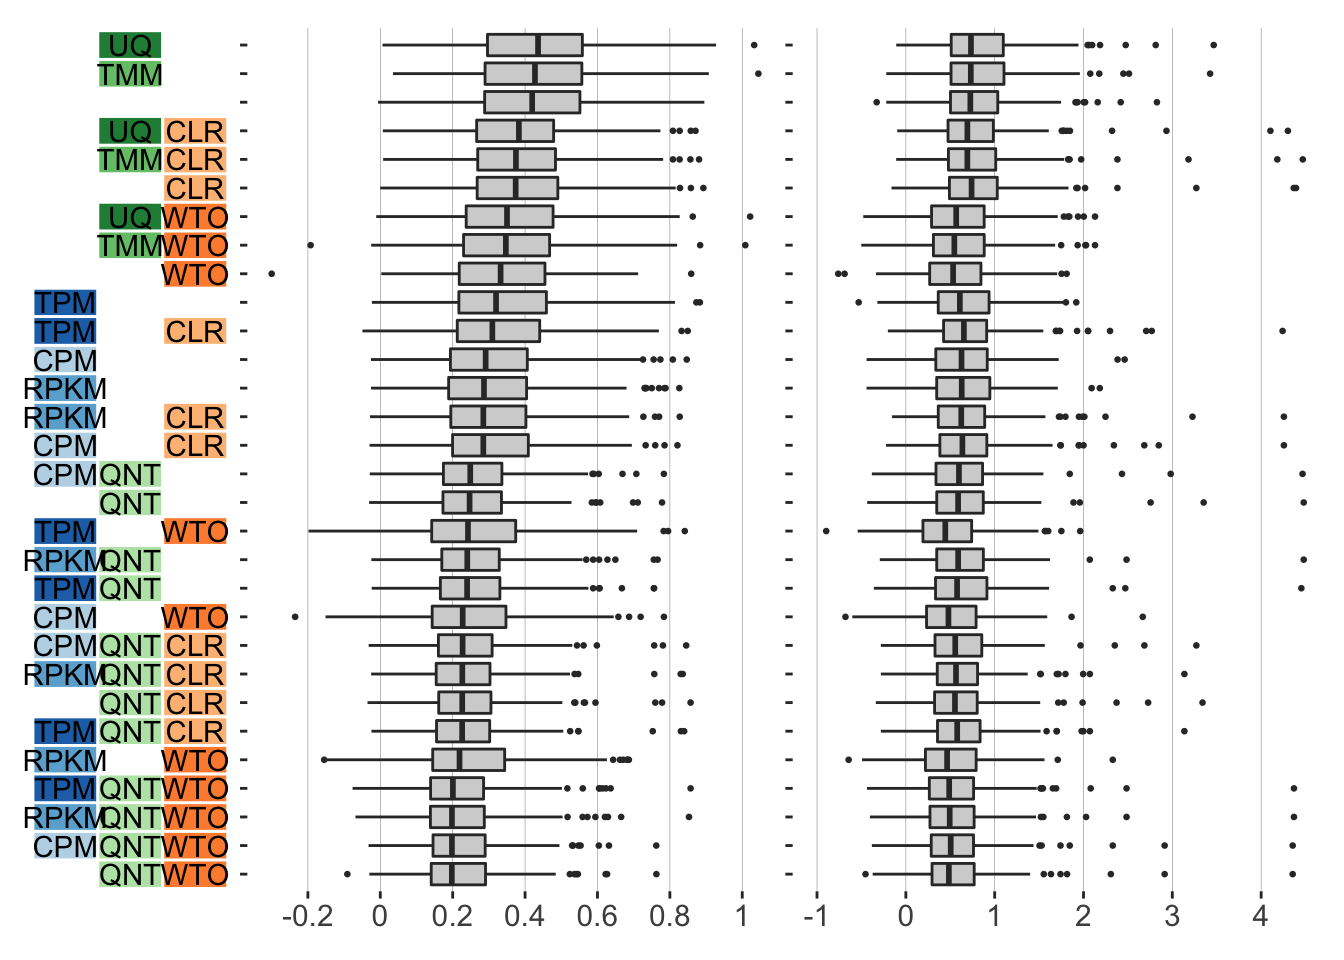 UQ
TMM
UQ CLR
TMM CLR
CLR
UQ WTO
TMM WTO
WTO
TPM
TPM CLR
CPM
RPKM
RPKM CLR
CPM CLR
CPM QNT
QNT
TPM WTO
RPKM QNT
TPM QNT
CPM WTO
CPM QNT CLR
RPKM QNT CLR
QNT CLR
TPM QNT CLR
RPKM WTO
TPM QNT WTO
RPKM QNT WTO
CPM QNT WTO
QNT WTO
-0.2 0 0.2 0.4 0.6 0.8 1 -1 0 1 2 3 4